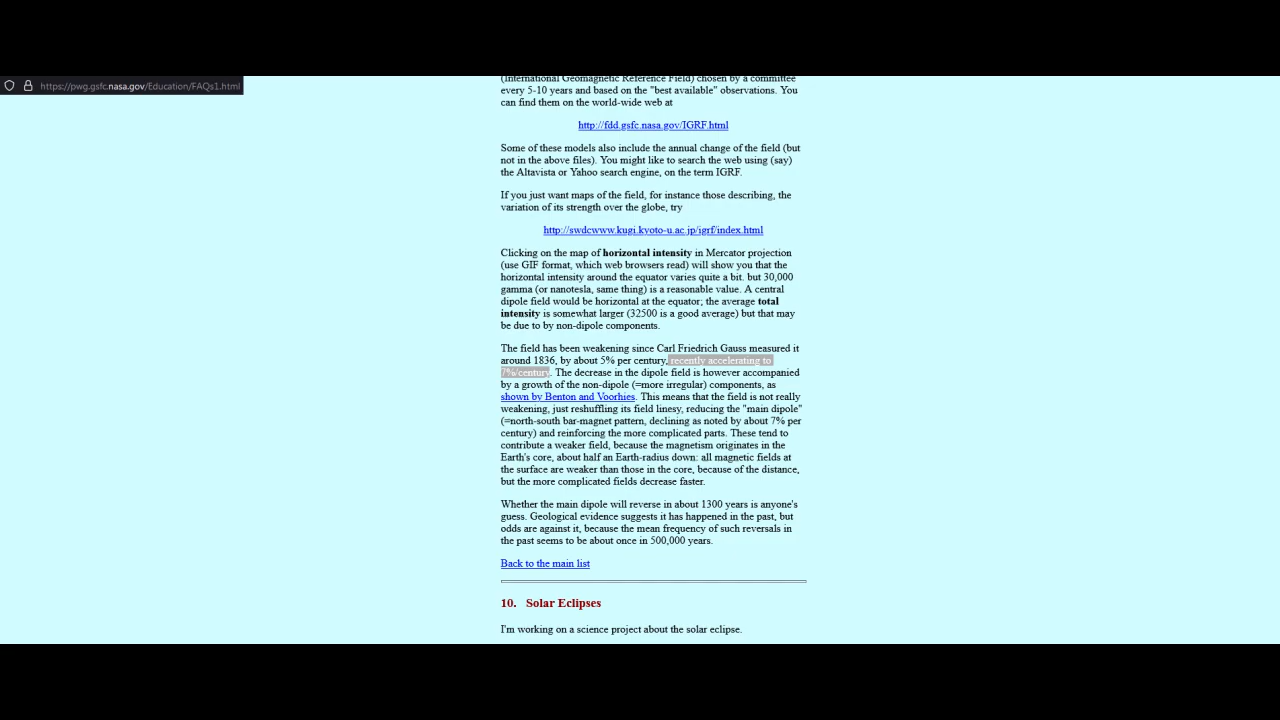 https://pwg.gsfc.nasa.gov/Education/FAQs1.html
(International Geomagnetic Reference Field) chosen by a committee
every 5-10 years and based on the "best available" observations. You
can find them on the world-wide web at
http://fdd.gsfc.nasa.gov/IGRF.html
Some of these models also include the annual change of the field (but
not in the above files). You might like to search the web using (say)
the Altavista or Yahoo search engine, on the term IGRF.
If you just want maps of the field, for instance those describing, the
variation of its strength over the globe, try
http://swdcwww.kugi.kyoto-u.ac.jp/igrf/index.html
Clicking on the map of horizontal intensity in Mercator projection
(use GIF format, which web browsers read) will show you that the
horizontal intensity around the equator varies quite a bit. but 30,000
gamma (or nanotesla, same thing) is a reasonable value. A central
dipole field would be horizontal at the equator; the average total
intensity is somewhat larger (32500 is a good average) but that may
be due to by non-dipole components.
The field has been weakening since Carl Friedrich Gauss measured it
around 1836, by about 5% per century, recently accelerating to
7%/century. The decrease in the dipole field is however accompanied
by a growth of the non-dipole (=more irregular) components, as
shown by Benton and Voorhies. This means that the field is not really
weakening, just reshuffling its field linesy, reducing the "main dipole"
(=north-south bar-magnet pattern, declining as noted by about 7% per
century) and reinforcing the more complicated parts. These tend to
contribute a weaker field, because the magnetism originates in the
Earth's core, about half an Earth-radius down: all magnetic fields at
the surface are weaker than those in the core, because of the distance,
but the more complicated fields decrease faster.
Whether the main dipole will reverse in about 1300 years is anyone's
guess. Geological evidence suggests it has happened in the past, but
odds are against it, because the mean frequency of such reversals in
the past seems to be about once in 500,000 years.
Back to the main list
10. Solar Eclipses
I'm working on a science project about the solar eclipse.